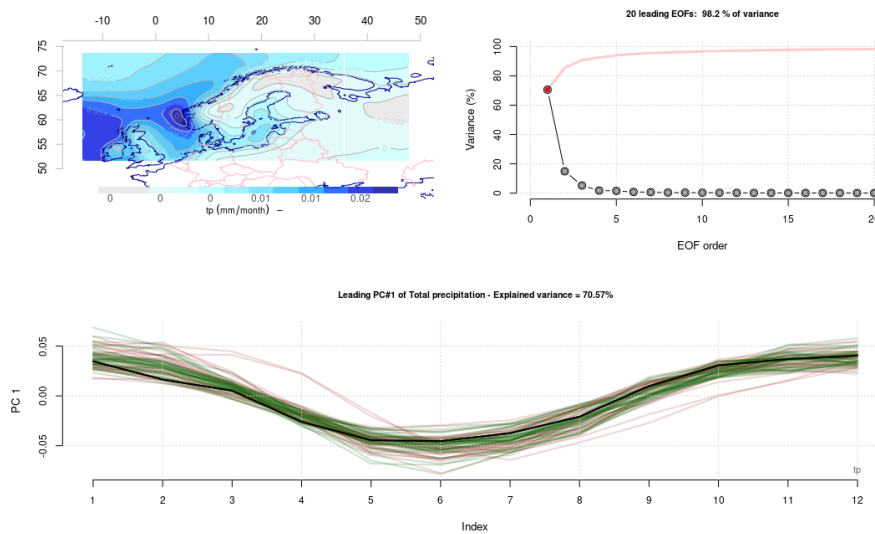 20 leading EOFs: 98.2 % of variance
-10 0 10 20 30 40 50
75
70
65
60
55
50
0 0 0 0.01 0.01 0.02
tp (mm/month) –
Variance (%)
100
80
60
40
20
0
0 5 10 15
EOF order
Leading PC#1 of Total precipitation - Explained variance = 70.57%
PC 1
0.05
0.00
-0.05
tp
1 2 3 4 5 6 7 8 9 10 11 12
Index